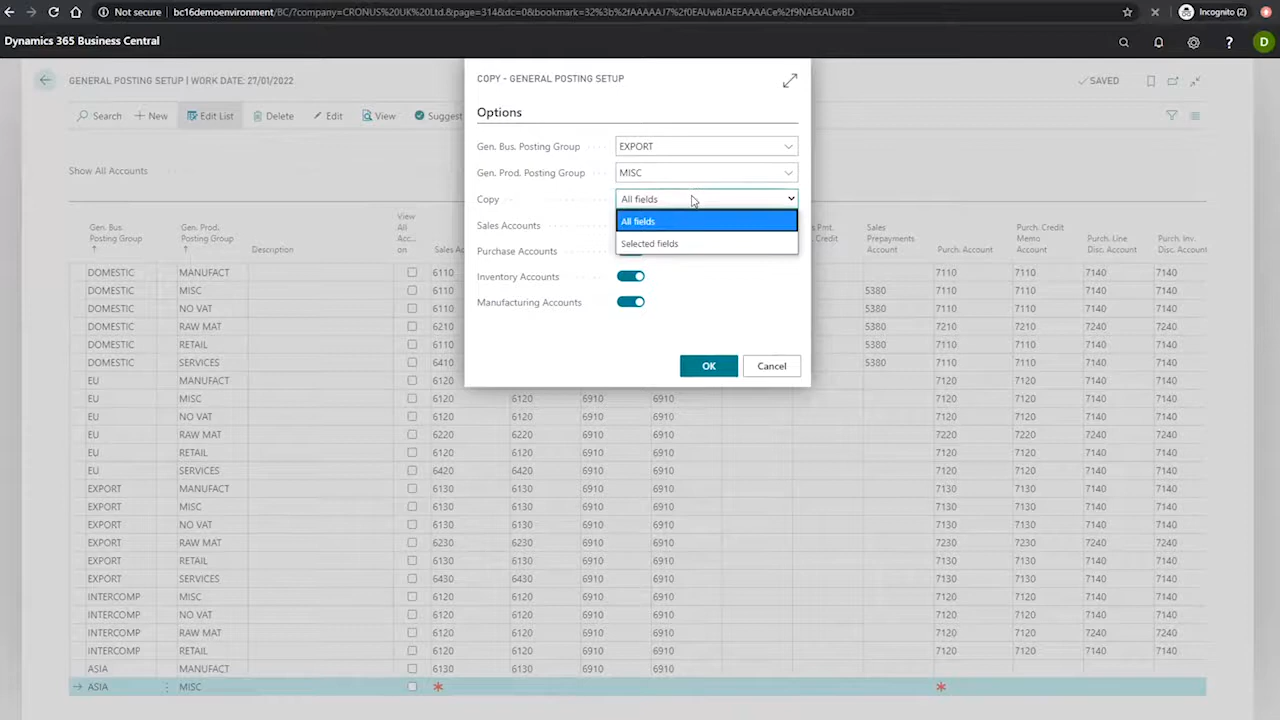 Not secure bc16demoenvironment/BC/?company=CRONUS%20UK%20Ltd.&page=314&dc=0&bookmark=32%3b%2fAAAAAJ7%2f0EAUwBJAEEAAAACe%2f9NAEkAUwBD Incognito (2)
Dynamics 365 Business Central D
GENERAL POSTING SETUP | WORK DATE: 27/01/2022 COPY - GENERAL POSTING SETUP SAVED
Search New Edit List Delete Edit View Suggest
Options
Gen. Bus. Posting Group EXPORT
Show All Accounts Gen. Prod. Posting Group MISC
Copy All fields
All fields
Selected fields
Sales Accounts
Purchase Accounts
Inventory Accounts
Manufacturing Accounts
OK Cancel
Gen. Bus. Posting Group Gen. Prod. Posting Group Description View All Acc... on Sales Ac Pmt. Credit Sales Prepayments Account Purch. Account Purch. Credit Memo Account Purch. Line Disc. Account Purch. Inv. Disc. Account
DOMESTIC MANUFACT 6110 7110 7110 7140 7140
DOMESTIC MISC 6110 5380 7110 7110 7140 7140
DOMESTIC NO VAT 6110 5380 7110 7110 7140 7140
DOMESTIC RAW MAT 6210 5380 7210 7210 7240 7240
DOMESTIC RETAIL 6110 5380 7110 7110 7140 7140
DOMESTIC SERVICES 6410 5380 7110 7110 7140 7140
EU MANUFACT 6120 7120 7120 7140 7140
EU MISC 6120 6120 6910 6910 7120 7120 7140 7140
EU NO VAT 6120 6120 6910 6910 7120 7120 7140 7140
EU RAW MAT 6220 6220 6910 6910 7220 7220 7240 7240
EU RETAIL 6120 6120 6910 6910 7120 7120 7140 7140
EU SERVICES 6420 6420 6910 6910 7120 7120 7140 7140
EXPORT MANUFACT 6130 6130 6910 6910 7130 7130 7140 7140
EXPORT MISC 6130 6130 6910 6910 7130 7130 7140 7140
EXPORT NO VAT 6130 6130 6910 6910 7130 7130 7140 7140
EXPORT RAW MAT 6230 6230 6910 6910 7230 7230 7240 7240
EXPORT RETAIL 6130 6130 6910 6910 7130 7130 7140 7140
EXPORT SERVICES 6430 6430 6910 6910 7130 7130 7140 7140
INTERCOMP MISC 6120 6120 6910 6910 7120 7120 7140 7140
INTERCOMP NO VAT 6120 6120 6910 6910 7120 7120 7140 7140
INTERCOMP RAW MAT 6120 6120 6910 6910 7120 7120 7240 7240
INTERCOMP RETAIL 6120 6120 6910 6910 7120 7120 7140 7140
ASIA MANUFACT 6130 6130 6910 6910
ASIA MISC * *